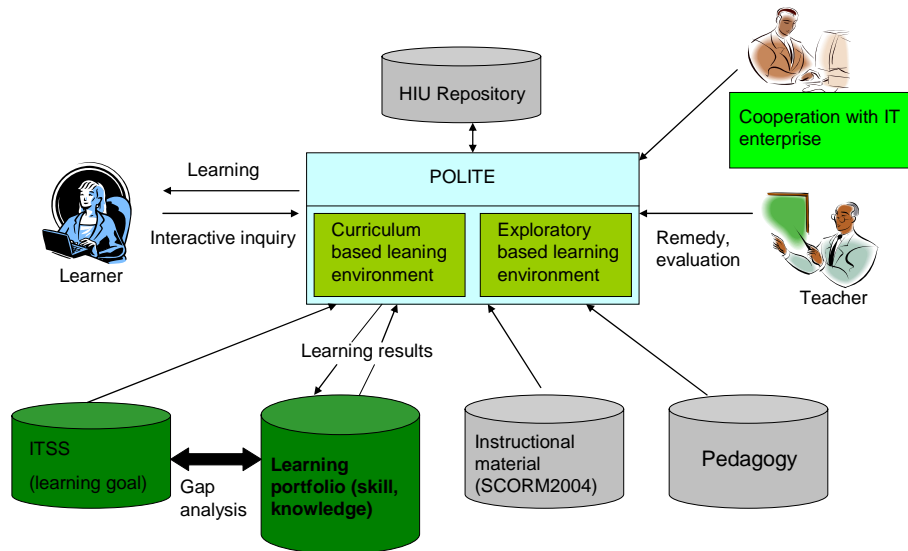 HIU Repository
Cooperation with IT
enterprise
POLITE
Learning
Interactive inquiry
Learner
Curriculum
based leaning
environment
Exploratory
based learning
environment
Remedy,
evaluation
Teacher
Learning results
ITSS
(learning goal)
Gap
analysis
Learning
portfolio (skill,
knowledge)
Instructional
material
(SCORM2004)
Pedagogy